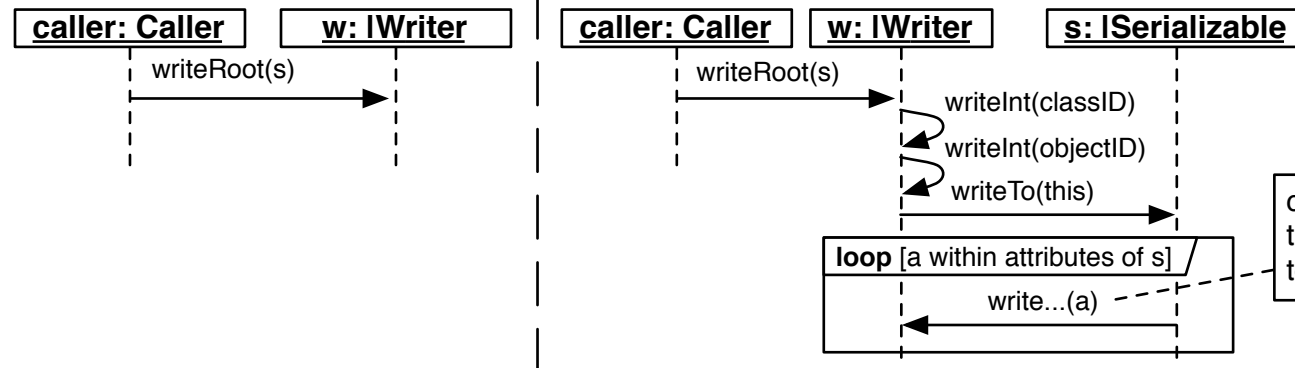 caller: Caller
w: IWriter
writeRoot(s)
caller: Caller
w: IWriter
s: ISerializable
writeRoot(s)
writeInt(classID)
writeInt(objectID)
writeTo(this)
loop [a within attributes of s]
write...(a)